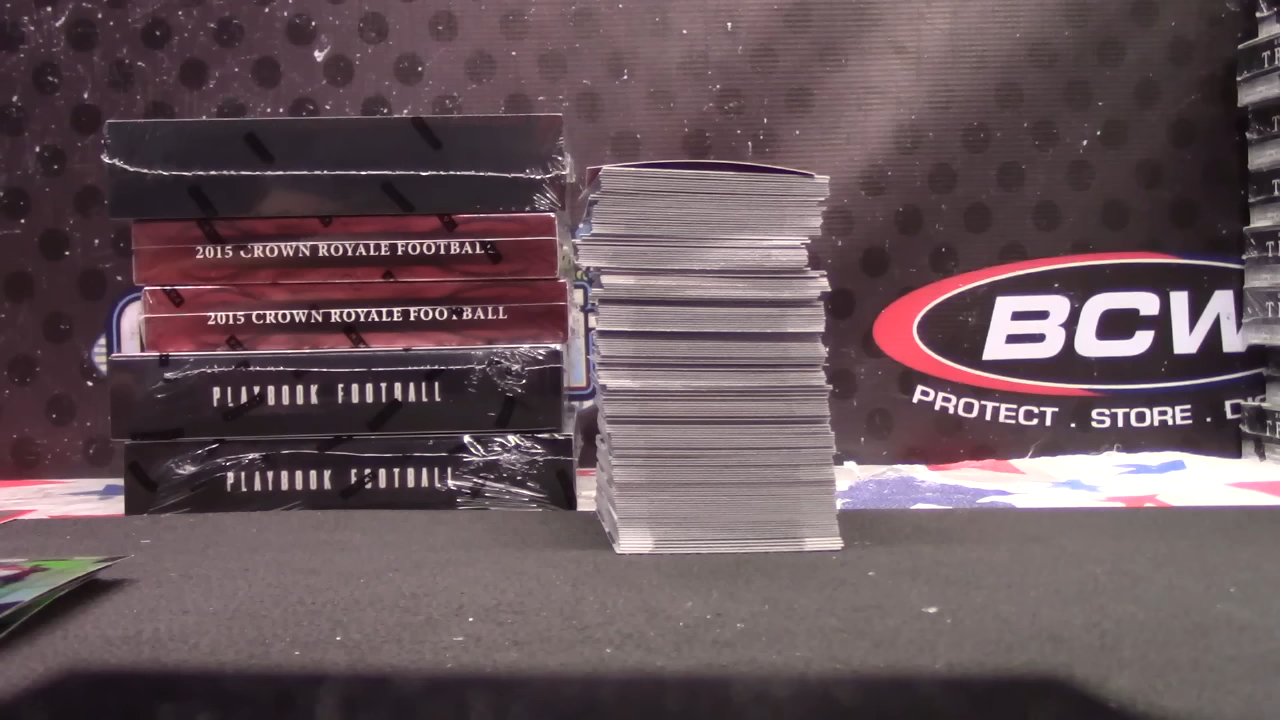 2015 CROWN ROYALE FOOTBALL
2015 CROWN ROYALE FOOTBALL
PLAYBOOK FOOTBALL
PLAYBOOK FOOTBALL
BCW
PROTECT . STORE .